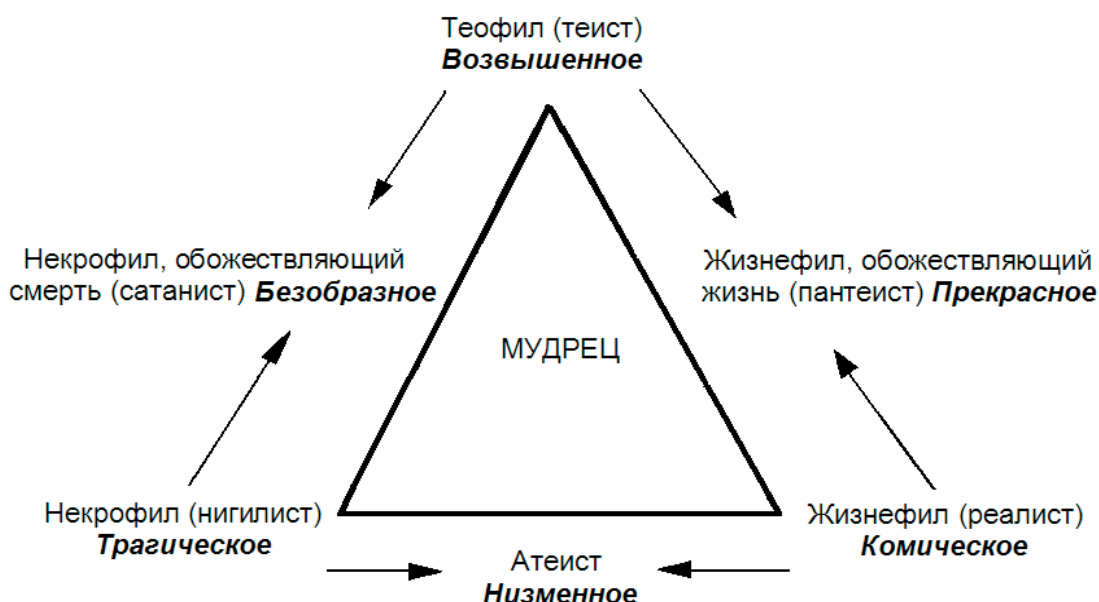 Теофил (теист)
Возвышенное
Некрофил, обожествляющий
смерть (сатанист) Безобразное
Жизнефил, обожествляющий
жизнь (пантеист) Прекрасное
МУДРЕЦ
Некрофил (нигилист)
Трагическое
Жизнефил (реалист)
Комическое
Атеист
Низменное